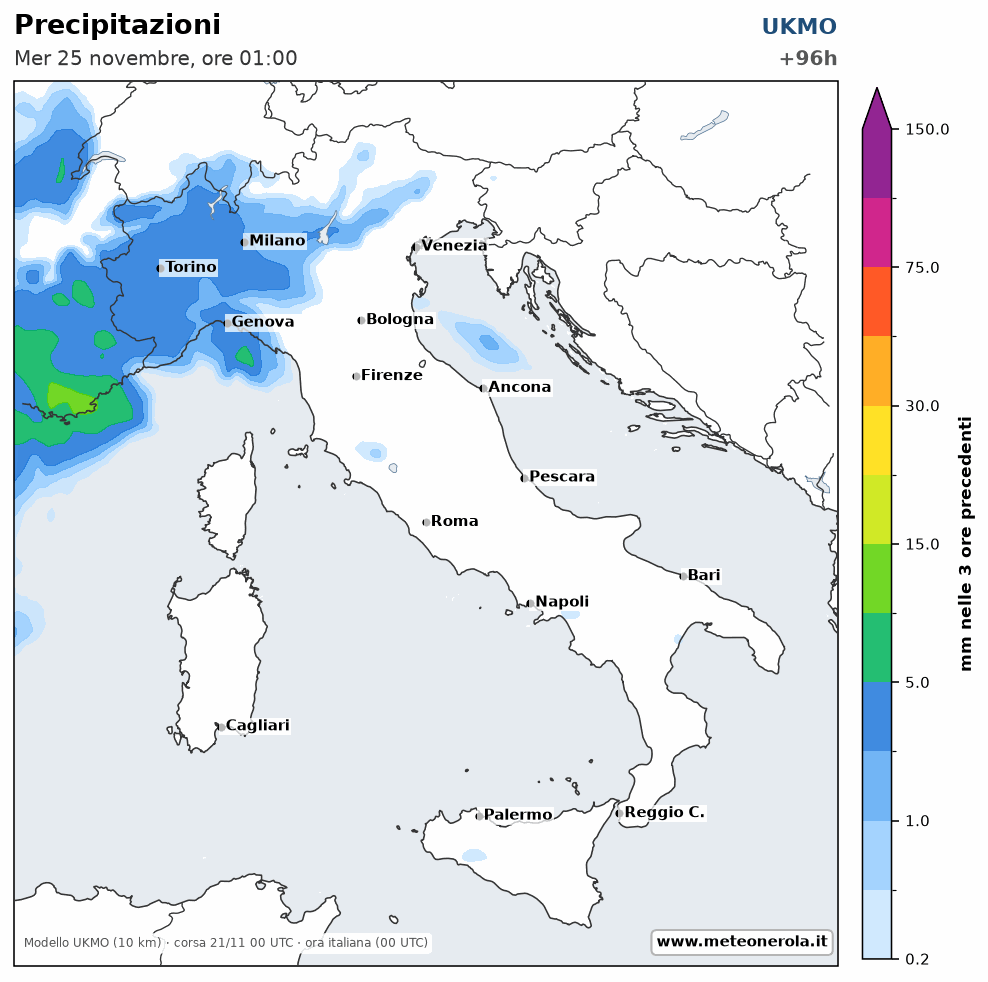 Precipitazioni
UKMO
Mer 25 novembre, ore 01:00
+96h
150.0
75.0
30.0
15.0
5.0
1.0
0.2
mm nelle 3 ore precedenti
Milano
Venezia
Torino
Genova
Bologna
Firenze
Ancona
Pescara
Roma
Bari
Napoli
Cagliari
Palermo
Reggio C.
Modello UKMO (10 km) · corsa 21/11 00 UTC · ora italiana (00 UTC)
www.meteonerola.it